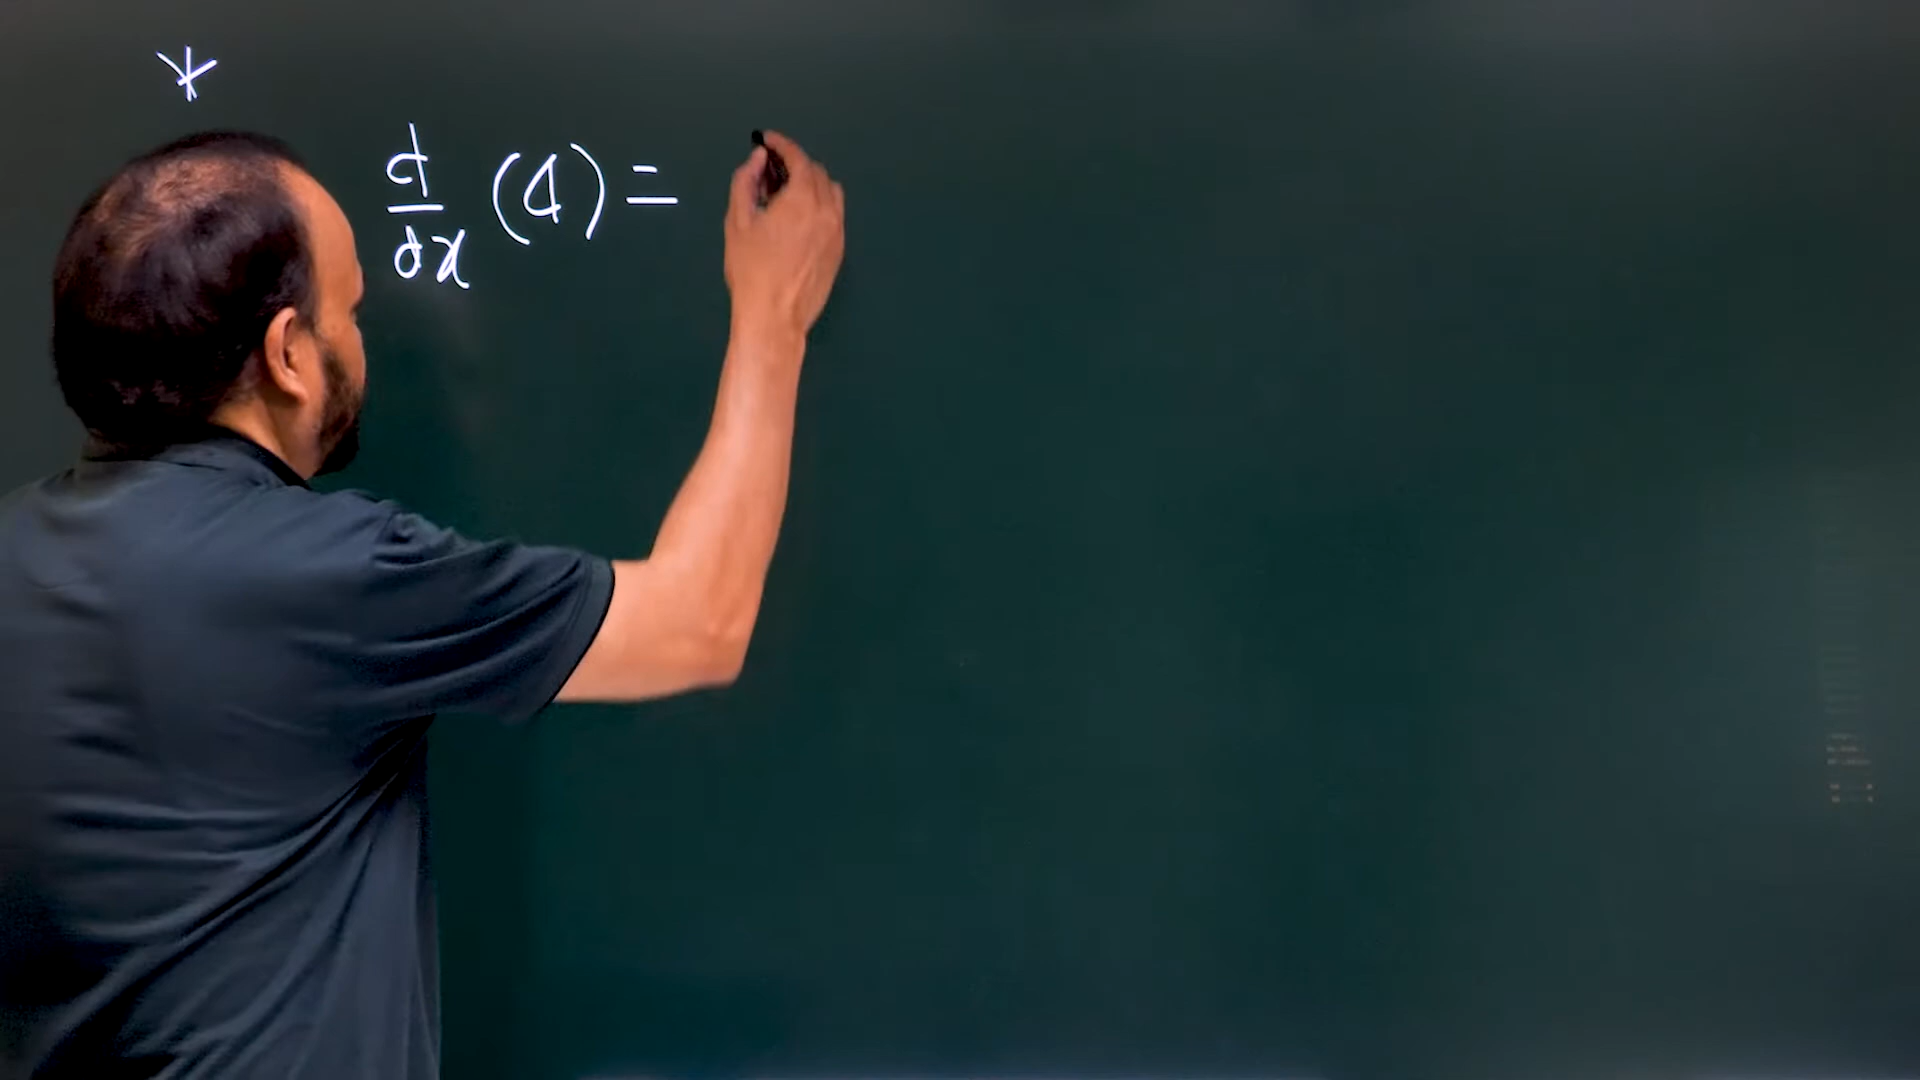 *
d/dx (4) =